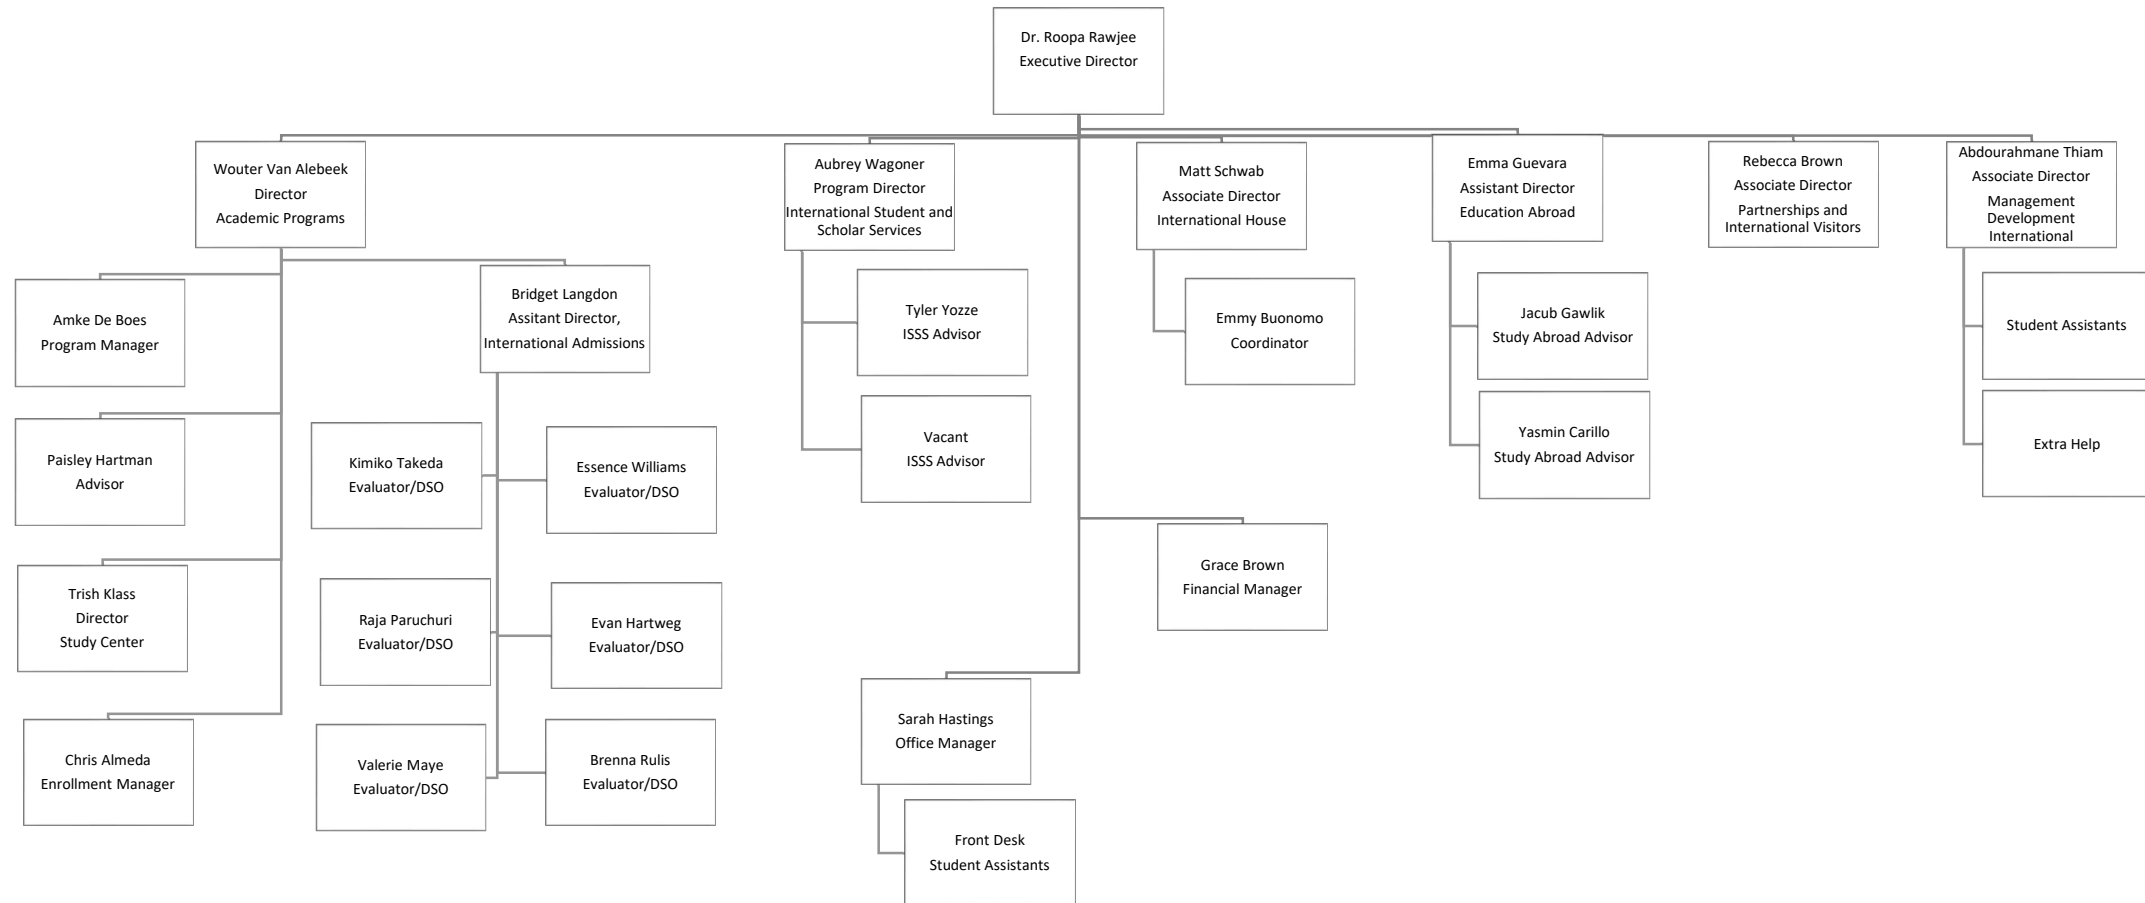 Dr. Roopa Rawjee
Executive Director
Wouter Van Alebeek
Director
Academic Programs
Aubrey Wagoner
Program Director
International Student and
Scholar Services
Matt Schwab
Associate Director
International House
Emma Guevara
Assistant Director
Education Abroad
Rebecca Brown
Associate Director
Partnerships and
International Visitors
Abdourahmane Thiam
Associate Director
Management
Development
International
Amke De Boes
Program Manager
Bridget Langdon
Assitant Director,
International Admissions
Tyler Yozze
ISSS Advisor
Emmy Buonomo
Coordinator
Jacub Gawlik
Study Abroad Advisor
Student Assistants
Paisley Hartman
Advisor
Kimiko Takeda
Evaluator/DSO
Essence Williams
Evaluator/DSO
Vacant
ISSS Advisor
Yasmin Carillo
Study Abroad Advisor
Extra Help
Trish Klass
Director
Study Center
Raja Paruchuri
Evaluator/DSO
Evan Hartweg
Evaluator/DSO
Grace Brown
Financial Manager
Chris Almeda
Enrollment Manager
Valerie Maye
Evaluator/DSO
Brenna Rulis
Evaluator/DSO
Sarah Hastings
Office Manager
Front Desk
Student Assistants